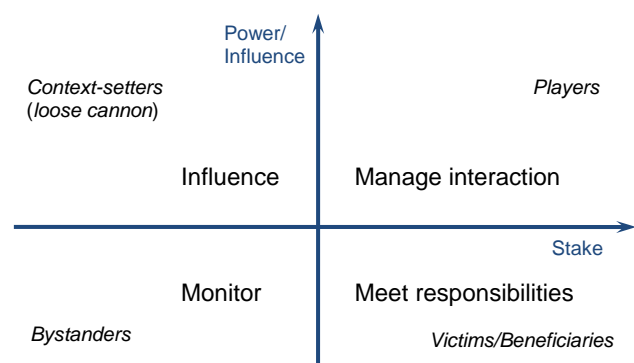 Power/
Influence
Context-setters
(loose cannon)
Players
Influence
Manage interaction
Stake
Monitor
Meet responsibilities
Bystanders
Victims/Beneficiaries